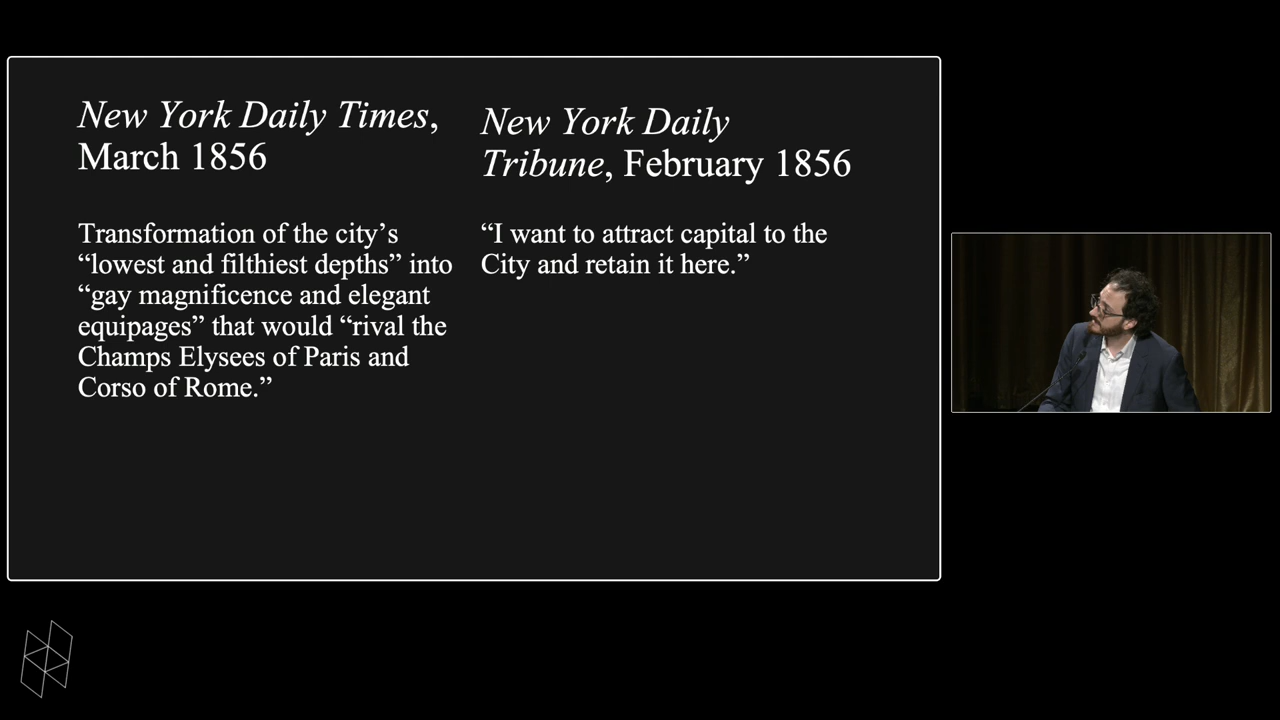 New York Daily Times,
March 1856
Transformation of the city’s
“lowest and filthiest depths” into
“gay magnificence and elegant
equipages” that would “rival the
Champs Elysees of Paris and
Corso of Rome.”
New York Daily
Tribune, February 1856
“I want to attract capital to the
City and retain it here.”